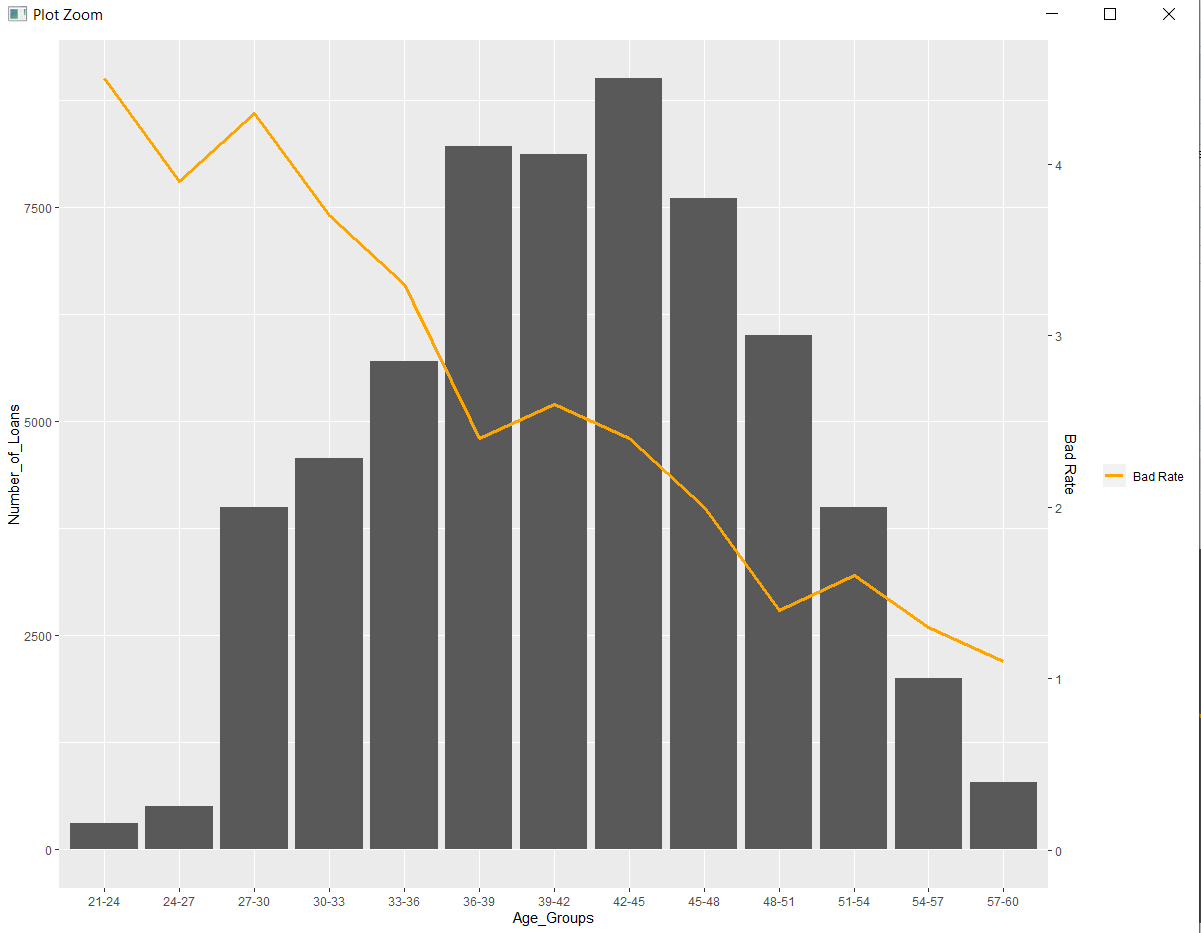 Plot Zoom
7500
5000
2500
0
Number_of_Loans
4
3
2
1
0
Bad Rate
Bad Rate
21-24 24-27 27-30 30-33 33-36 36-39 39-42 42-45 45-48 48-51 51-54 54-57 57-60
Age_Groups